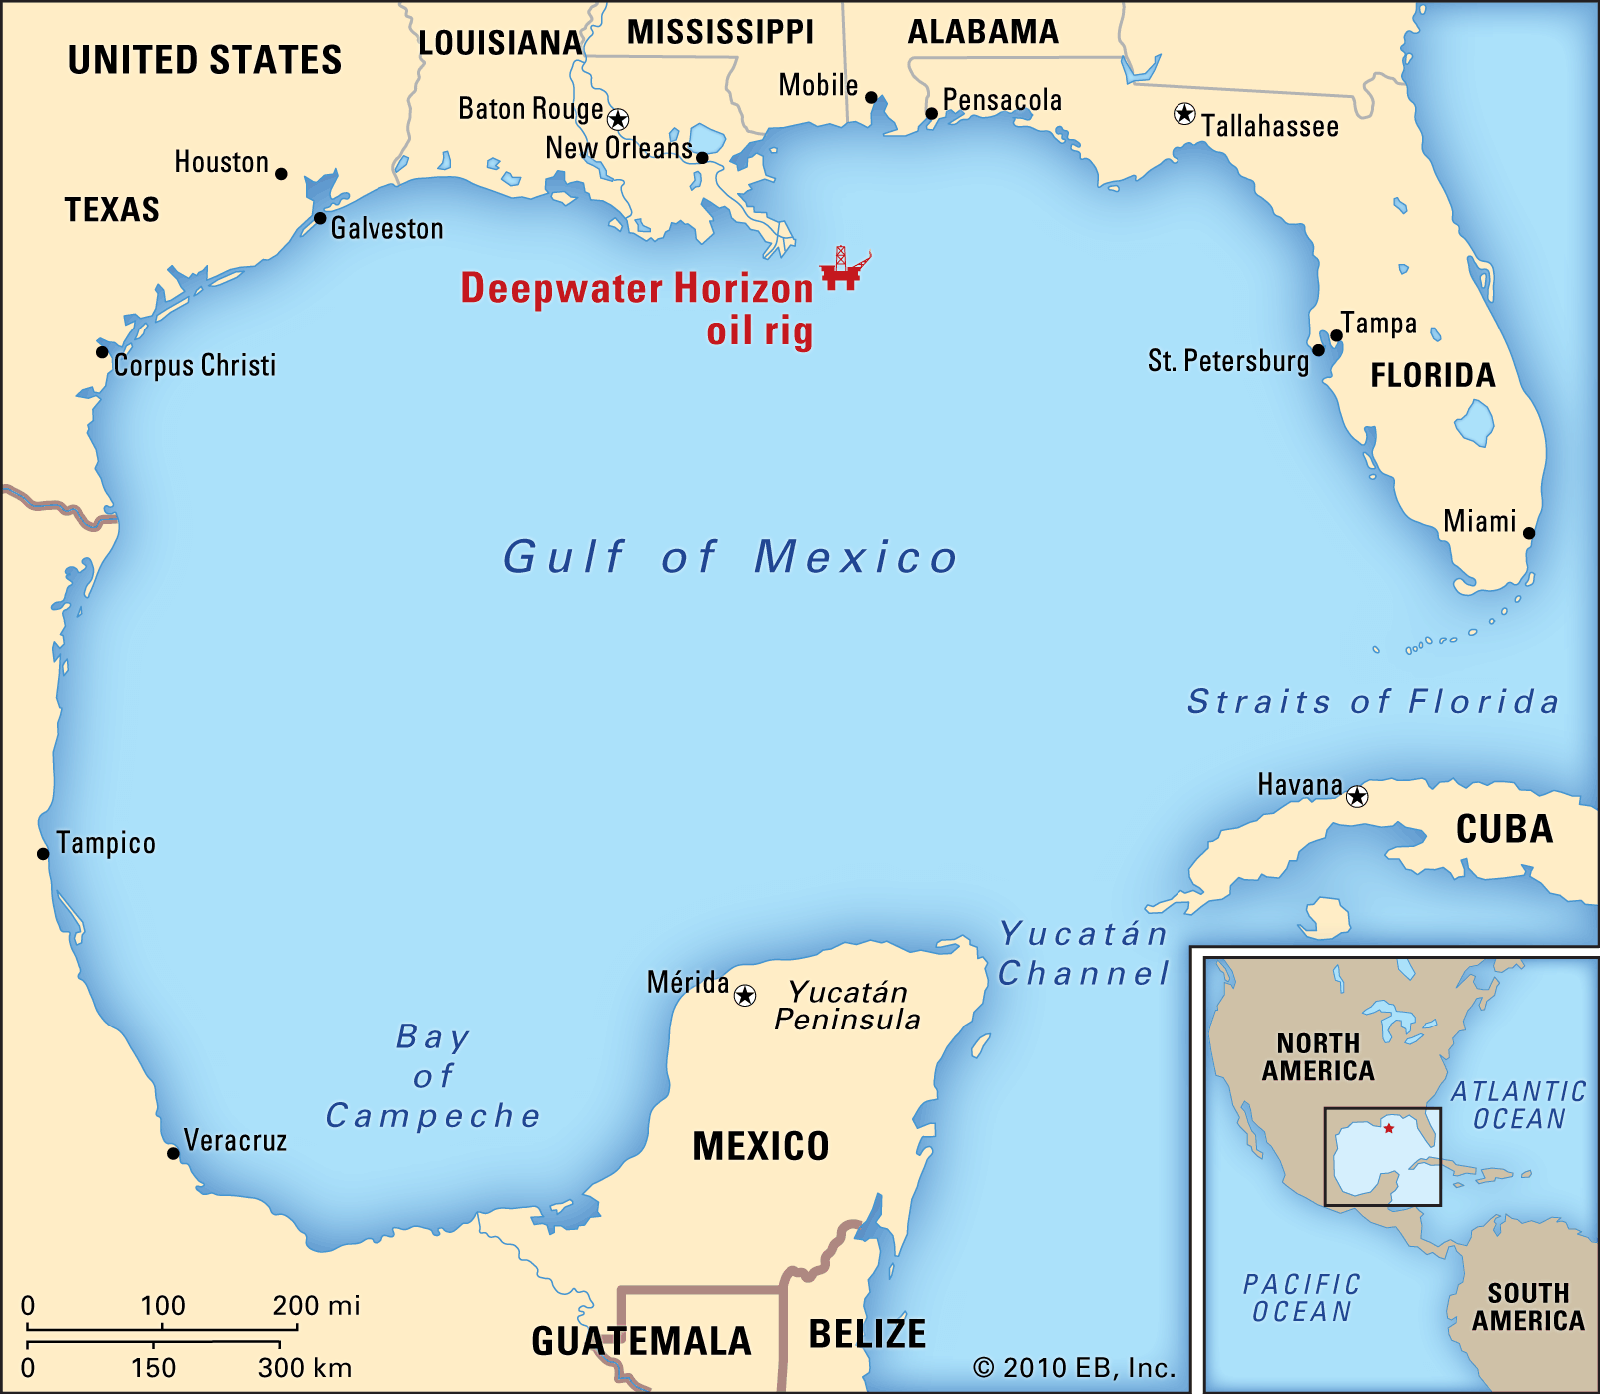 UNITED STATES
LOUISIANA
MISSISSIPPI
ALABAMA
Mobile
Pensacola
Baton Rouge
New Orleans
Tallahassee
Houston
TEXAS
Galveston
Deepwater Horizon
oil rig
Corpus Christi
Tampa
St. Petersburg
FLORIDA
Miami
Gulf of Mexico
Straits of Florida
Havana
CUBA
Tampico
Yucatán
Channel
Mérida
Yucatán
Peninsula
Bay
of
Campeche
Veracruz
MEXICO
GUATEMALA
BELIZE
0 100 200 mi
0 150 300 km
© 2010 EB, Inc.
NORTH
AMERICA
ATLANTIC
OCEAN
PACIFIC
OCEAN
SOUTH
AMERICA